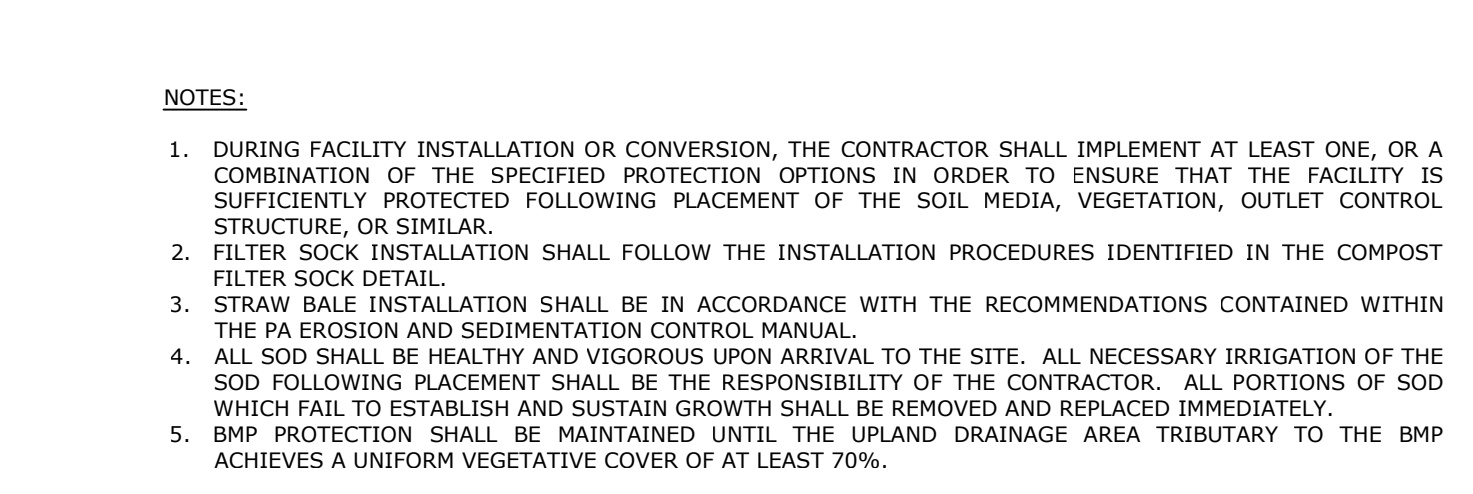 NOTES:
1. DURING FACILITY INSTALLATION OR CONVERSION, THE CONTRACTOR SHALL IMPLEMENT AT LEAST ONE, OR A
COMBINATION OF THE SPECIFIED PROTECTION OPTIONS IN ORDER TO ENSURE THAT THE FACILITY IS
SUFFICIENTLY PROTECTED FOLLOWING PLACEMENT OF THE SOIL MEDIA, VEGETATION, OUTLET CONTROL
STRUCTURE, OR SIMILAR.
2. FILTER SOCK INSTALLATION SHALL FOLLOW THE INSTALLATION PROCEDURES IDENTIFIED IN THE COMPOST
FILTER SOCK DETAIL.
3. STRAW BALE INSTALLATION SHALL BE IN ACCORDANCE WITH THE RECOMMENDATIONS CONTAINED WITHIN
THE PA EROSION AND SEDIMENTATION CONTROL MANUAL.
4. ALL SOD SHALL BE HEALTHY AND VIGOROUS UPON ARRIVAL TO THE SITE. ALL NECESSARY IRRIGATION OF THE
SOD FOLLOWING PLACEMENT SHALL BE THE RESPONSIBILITY OF THE CONTRACTOR. ALL PORTIONS OF SOD
WHICH FAIL TO ESTABLISH AND SUSTAIN GROWTH SHALL BE REMOVED AND REPLACED IMMEDIATELY.
5. BMP PROTECTION SHALL BE MAINTAINED UNTIL THE UPLAND DRAINAGE AREA TRIBUTARY TO THE BMP
ACHIEVES A UNIFORM VEGETATIVE COVER OF AT LEAST 70%.